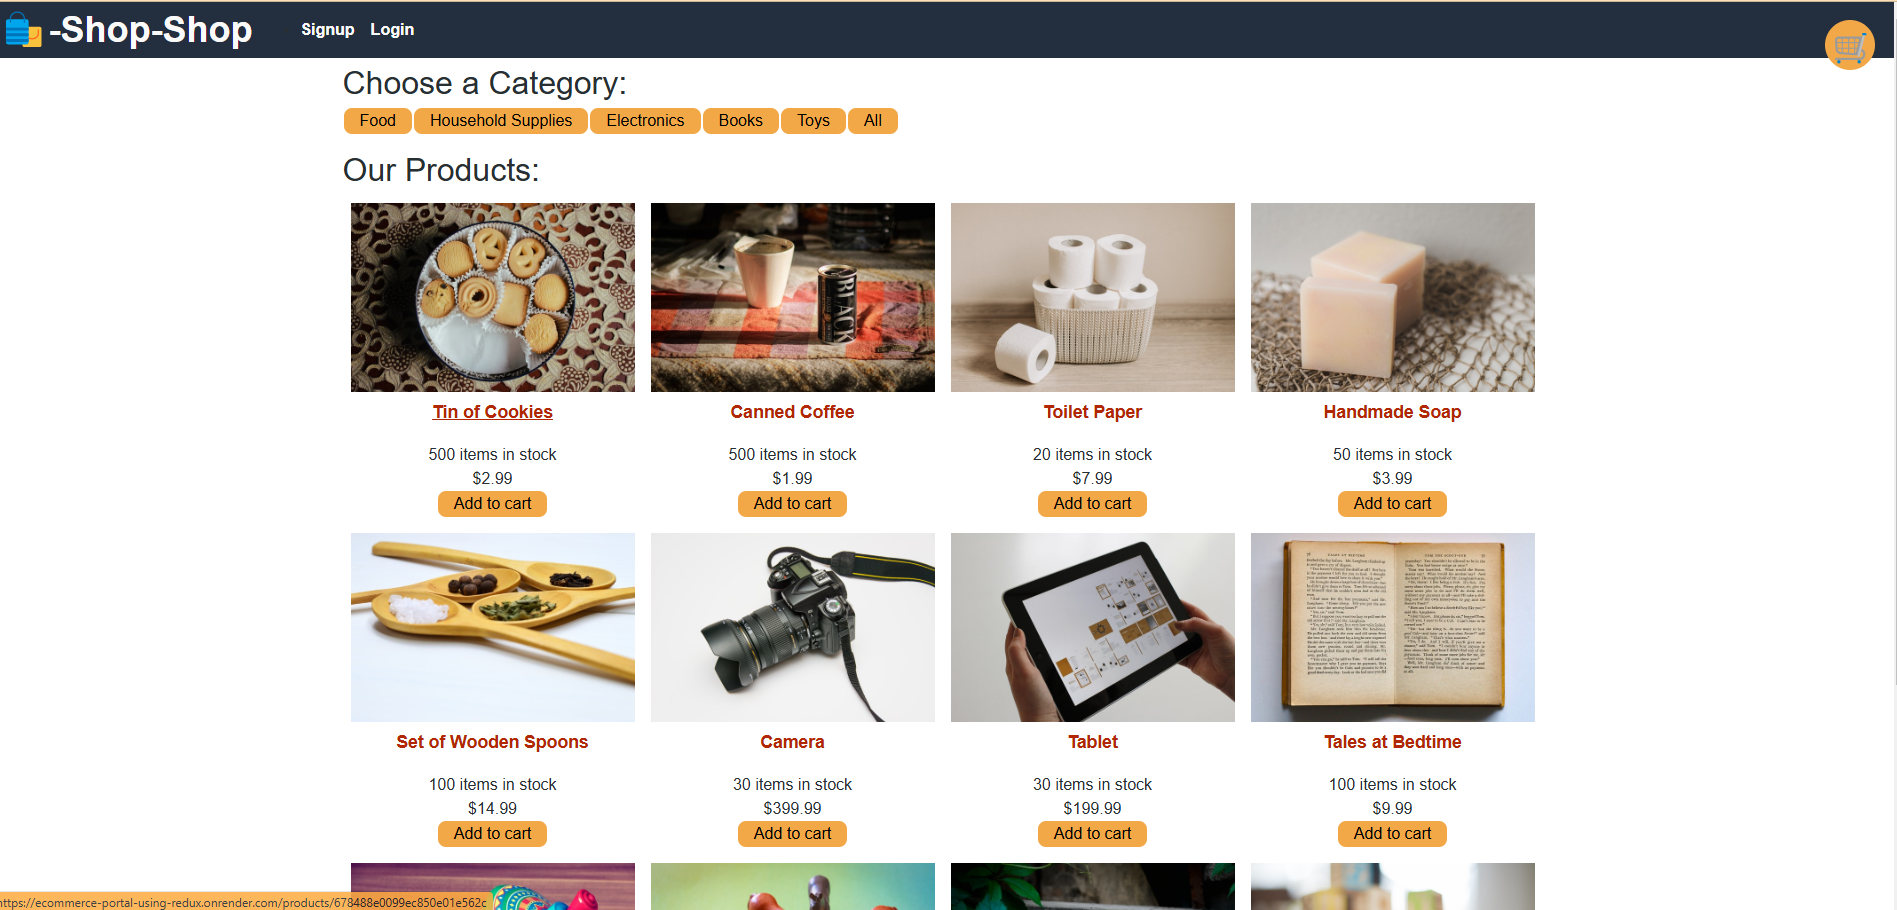 -Shop-Shop
Signup Login
Choose a Category:
Food Household Supplies Electronics Books Toys All
Our Products:
BLACK
Tin of Cookies Canned Coffee Toilet Paper Handmade Soap
500 items in stock 500 items in stock 20 items in stock 50 items in stock
$2.99 $1.99 $7.99 $3.99
Add to cart Add to cart Add to cart Add to cart
Set of Wooden Spoons Camera Tablet Tales at Bedtime
100 items in stock 30 items in stock 30 items in stock 100 items in stock
$14.99 $399.99 $199.99 $9.99
Add to cart Add to cart Add to cart Add to cart
https://ecommerce-portal-using-redux.onrender.com/products/678488e0099ec850e01e562c